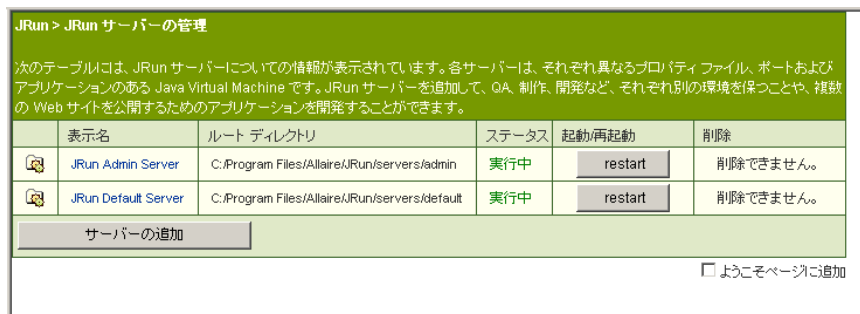 JRun > JRun サーバーの管理
次のテーブルには、JRun サーバーについての情報が表示されています。各サーバーは、それぞれ異なるプロパティ ファイル、ポートおよび
アプリケーションのある Java Virtual Machine です。JRun サーバーを追加して、QA、制作、開発など、それぞれ別の環境を保つことや、複数
の Web サイトを公開するためのアプリケーションを開発することができます。
表示名 ルート ディレクトリ ステータス 起動/再起動 削除
JRun Admin Server C:/Program Files/Allaire/JRun/servers/admin 実行中 restart 削除できません。
JRun Default Server C:/Program Files/Allaire/JRun/servers/default 実行中 restart 削除できません。
サーバーの追加
ようこそページに追加